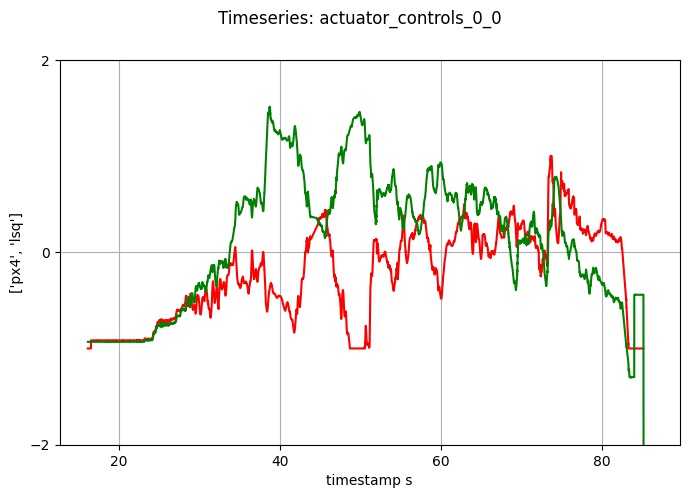 Timeseries: actuator_controls_0_0
['px4', 'lsq']
2
0
−2
20
40
60
80
timestamp s